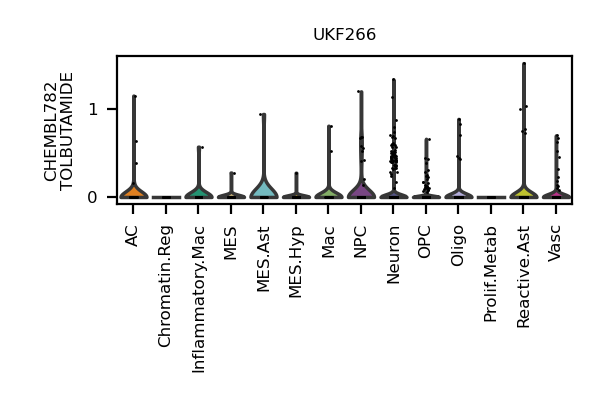 UKF266
CHEMBL782
TOLBUTAMIDE
1
0
AC
Chromatin.Reg
Inflammatory.Mac
MES
MES.Ast
MES.Hyp
Mac
NPC
Neuron
OPC
Oligo
Prolif.Metab
Reactive.Ast
Vasc